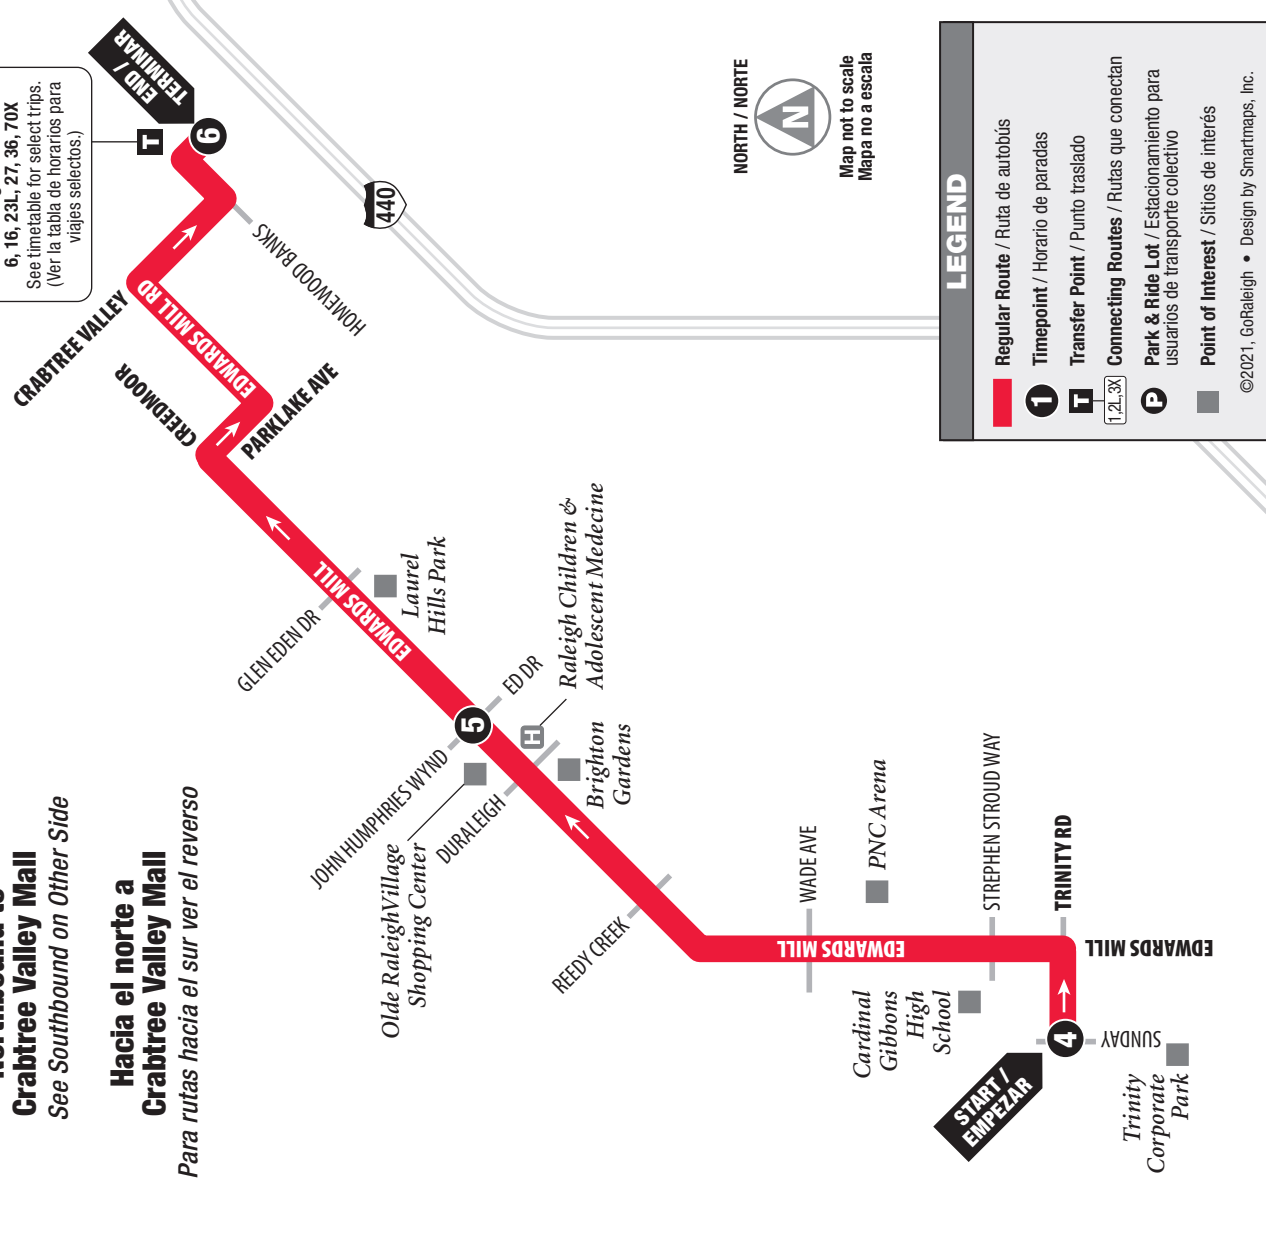 Crabtree Valley Mall
See Southbound on Other Side
Hacia el norte a
Crabtree Valley Mall
Para rutas hacia el sur ver el reverso
6, 16, 23L, 27, 36, 70X
See timetable for select trips.
(Ver la tabla de horarios para
viajes selectos.)
T
END /
TERMINAR
6
CRABTREE VALLEY
EDWARDS MILL RD
HOMEWOOD BANKS
CREEDMOOR
PARKLAKE AVE
440
GLEN EDEN DR
EDWARDS MILL
Laurel
Hills Park
JOHN HUMPHRIES WYND
5
ED DR
H
Raleigh Children &
Adolescent Medecine
Olde RaleighVillage
Shopping Center
DURALEIGH
Brighton
Gardens
REEDY CREEK
WADE AVE
EDWARDS MILL
PNC Arena
STREPHEN STROUD WAY
Cardinal
Gibbons
High
School
TRINITY RD
EDWARDS MILL
START /
EMPEZAR
4
SUNDAY
Trinity
Corporate
Park
NORTH / NORTE
N
Map not to scale
Mapa no a escala
LEGEND
Regular Route / Ruta de autobús
1 Timepoint / Horario de paradas
T Transfer Point / Punto traslado
1,2L,3X Connecting Routes / Rutas que conectan
P Park & Ride Lot / Estacionamiento para
usuarios de transporte colectivo
Point of Interest / Sitios de interés
©2021, GoRaleigh • Design by Smartmaps, Inc.